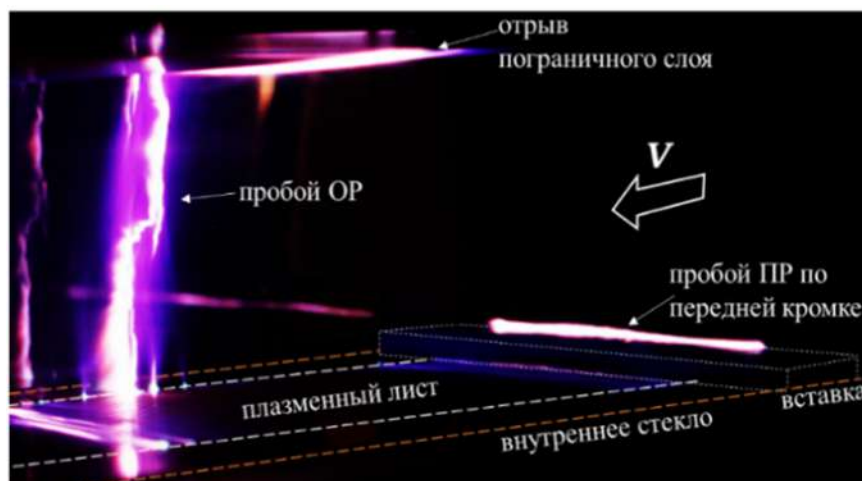 отрыв
пограничного слоя
V
пробой ОР
пробой ПР по
передней кромке
плазменный лист
внутреннее стекло
вставка